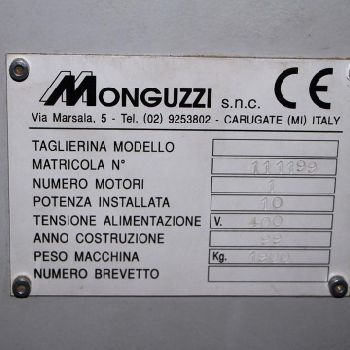 MONGUZZI s.n.c. CE
Via Marsala, 5 - Tel. (02) 9253802 - CARUGATE (MI) ITALY
TAGLIERINA MODELLO
MATRICOLA N° 111199
NUMERO MOTORI 1
POTENZA INSTALLATA 10
TENSIONE ALIMENTAZIONE V. 400
ANNO COSTRUZIONE 99
PESO MACCHINA Kg.
NUMERO BREVETTO